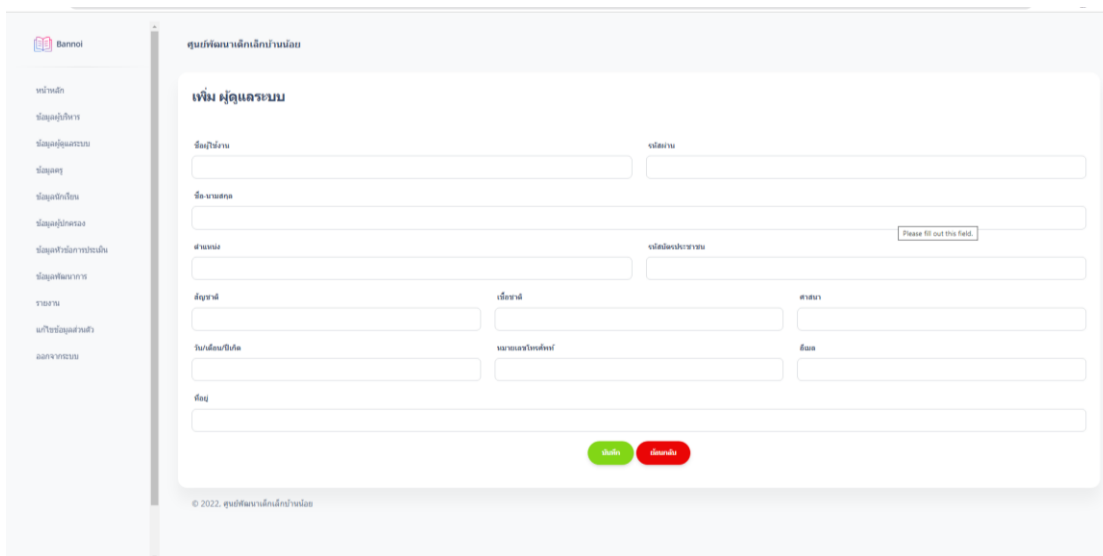 Bannoi
หน้าหลัก
ข้อมูลผู้บริหาร
ข้อมูลผู้ดูแลระบบ
ข้อมูลครู
ข้อมูลนักเรียน
ข้อมูลผู้ปกครอง
ข้อมูลหัวข้อการประเมิน
ข้อมูลพัฒนาการ
รายงาน
แก้ไขข้อมูลส่วนตัว
ออกจากระบบ
ศูนย์พัฒนาเด็กเล็กบ้านน้อย
เพิ่ม ผู้ดูแลระบบ
ชื่อผู้ใช้งาน รหัสผ่าน
ชื่อ-นามสกุล
Please fill out this field.
ตำแหน่ง รหัสบัตรประชาชน
สัญชาติ เชื้อชาติ ศาสนา
วัน/เดือน/ปีเกิด หมายเลขโทรศัพท์ อีเมล
ที่อยู่
บันทึก ย้อนกลับ
© 2022, ศูนย์พัฒนาเด็กเล็กบ้านน้อย